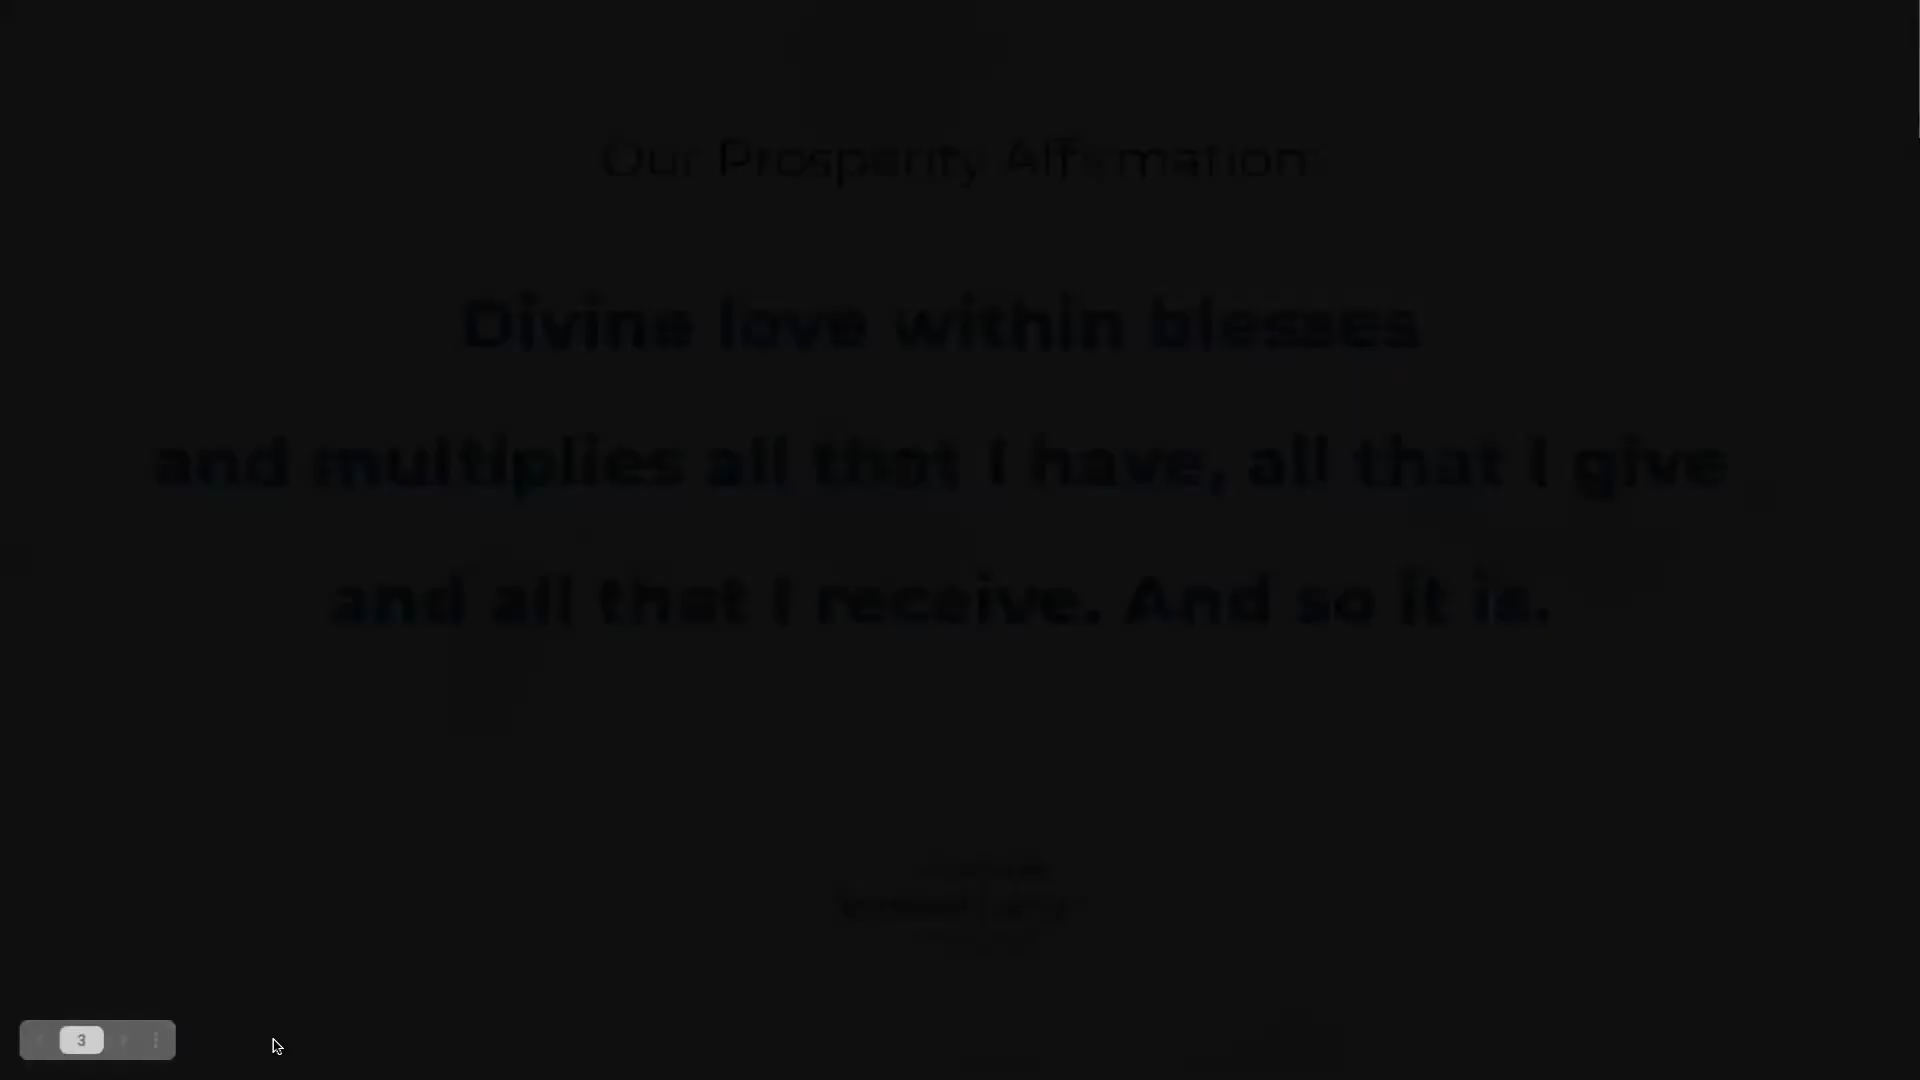 Our Prosperity Affirmation:
Divine love within blesses
and multiplies all that I have, all that I give
and all that I receive. And so it is.
3